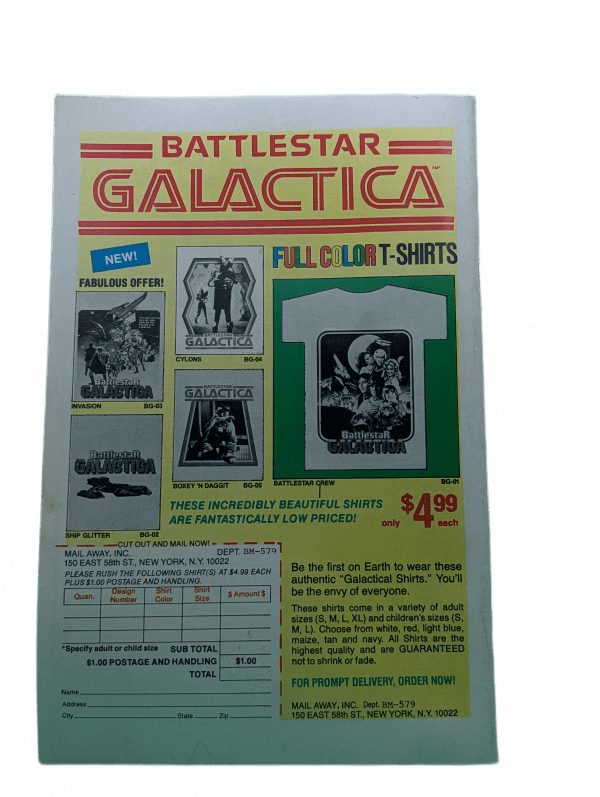 BATTLESTAR
GALACTICA™
NEW!
FABULOUS OFFER!
FULL COLOR T-SHIRTS
BattlestaR
GALACTICA
INVASION BG-03
BATTLESTAR
GALACTICA
CYLONS BG-04
BattlestaR
GALACTICA
SHIP GLITTER BG-02
BATTLESTAR
GALACTICA
BOXEY 'N DAGGIT BG-05
BattlestaR
GALACTICA
BATTLESTAR CREW BG-01
THESE INCREDIBLY BEAUTIFUL SHIRTS
ARE FANTASTICALLY LOW PRICED!
only $4.99 each
CUT OUT AND MAIL NOW!
MAIL AWAY, INC. DEPT. BM-579
150 EAST 58th ST., NEW YORK, N.Y. 10022
PLEASE RUSH THE FOLLOWING SHIRT(S) AT $4.99 EACH
PLUS $1.00 POSTAGE AND HANDLING.
Quan. Design Number Shirt Color Shirt Size $ Amount $
*Specify adult or child size SUB TOTAL
$1.00 POSTAGE AND HANDLING $1.00
TOTAL
Name
Address
City State Zip
Be the first on Earth to wear these
authentic "Galactical Shirts." You'll
be the envy of everyone.
These shirts come in a variety of adult
sizes (S, M, L, XL) and children's sizes (S,
M, L). Choose from white, red, light blue,
maize, tan and navy. All Shirts are the
highest quality and are GUARANTEED
not to shrink or fade.
FOR PROMPT DELIVERY, ORDER NOW!
MAIL AWAY, INC. Dept. BM-579
150 EAST 58th ST., NEW YORK, N.Y. 10022